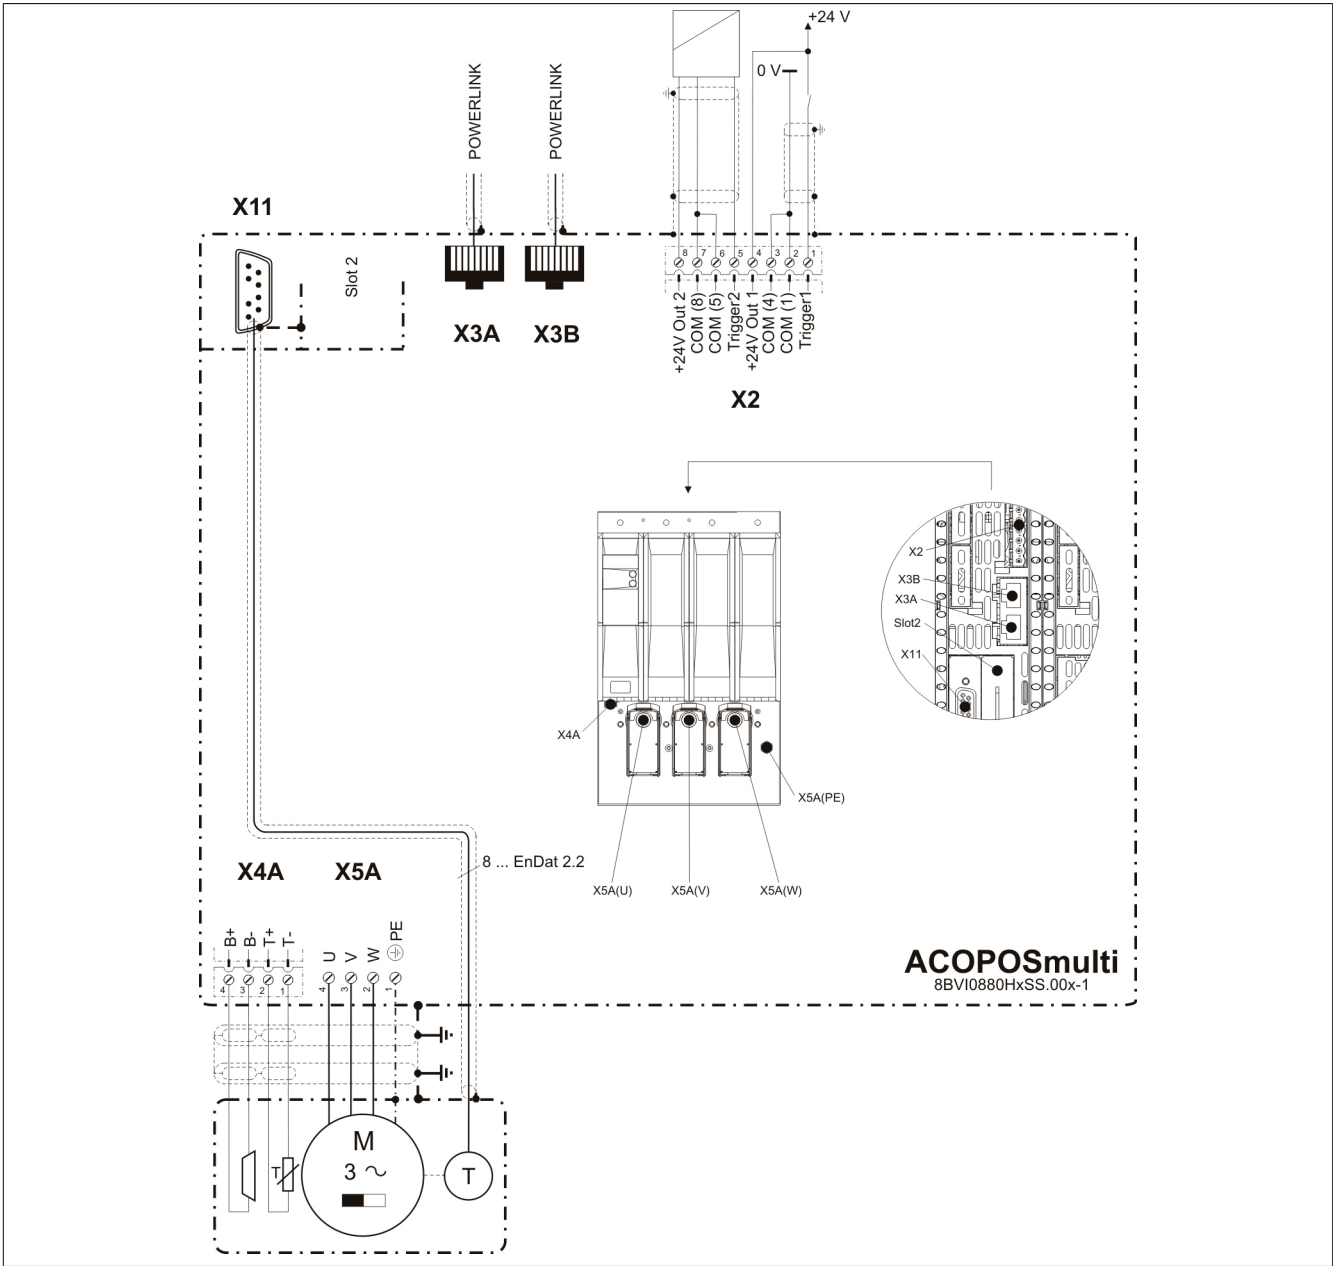 +24 V
0 V
POWERLINK
POWERLINK
X11
Slot 2
8 7 6 5 4 3 2 1
+24V Out 2
COM (8)
COM (5)
Trigger2
+24V Out 1
COM (4)
COM (1)
Trigger1
X3A
X3B
X2
X2
X3B
X3A
Slot2
X11
X4A
X5A(PE)
X5A(U)
X5A(V)
X5A(W)
8 ... EnDat 2.2
X4A
X5A
B+
B-
T+
T-
U
V
W
PE
4 3 2 1
4 3 2 1
ACOPOSmulti
8BVI0880HxSS.00x-1
M
3 ~
T
T